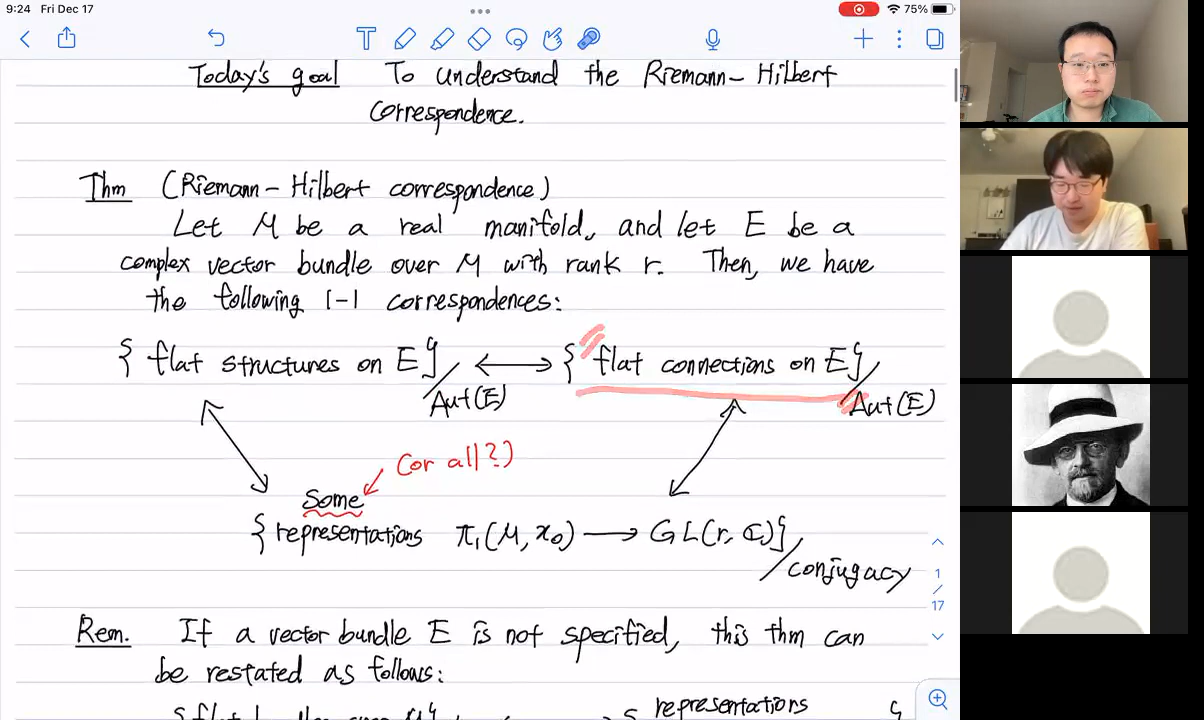 9:24 Fri Dec 17
75%
Today's goal To understand the Riemann-Hilbert
Correspondence.
Thm (Riemann-Hilbert correspondence)
Let M be a real manifold, and let E be a
complex vector bundle over M with rank r. Then, we have
the following 1-1 correspondences:
{ flat structures on E}/Aut(E) ↔ { flat connections on E}/Aut(E)
(or all?)
Some
{ representations π₁(M, x₀) → GL(r, ℂ)}/conjugacy
1
/
17
Rem. If a vector bundle E is not specified, this thm can
be restated as follows:
representations